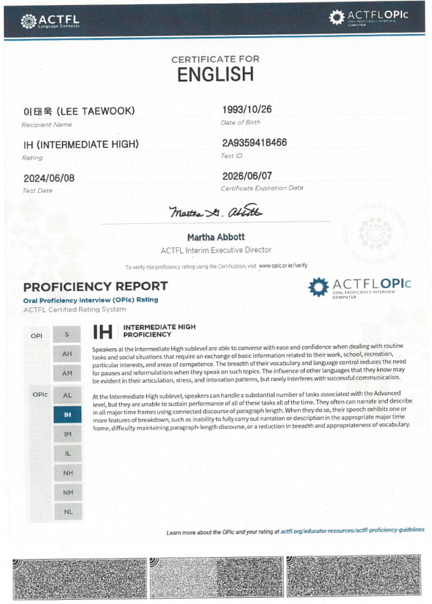 ACTFL
Language Connects
ACTFL OPIc
ORAL PROFICIENCY INTERVIEW
COMPUTER
CERTIFICATE FOR
ENGLISH
이태욱 (LEE TAEWOOK)
1993/10/26
Recipient Name
Date of Birth
IH (INTERMEDIATE HIGH)
2A9359418466
Rating
Test ID
2024/06/08
2026/06/07
Test Date
Certificate Expiration Date
Martha G. Abbott
Martha Abbott
ACTFL Interim Executive Director
To verify this proficiency rating using the Certification, visit www.opic.or.kr/verify
PROFICIENCY REPORT
Oral Proficiency Interview (OPIc) Rating
ACTFL Certified Rating System
ACTFL OPIc
ORAL PROFICIENCY INTERVIEW
COMPUTER
OPI
S
AH
AM
OPIc
AL
IH
IM
IL
NH
NM
NL
IH
INTERMEDIATE HIGH
PROFICIENCY
Speakers at the Intermediate High sublevel are able to converse with ease and confidence when dealing with routine
tasks and social situations that require an exchange of basic information related to their work, school, recreation,
particular interests, and areas of competence. The breadth of their vocabulary and language control reduces the need
for pauses and reformulations when they speak on such topics. The influence of other languages that they know may
be evident in their articulation, stress, and intonation patterns, but rarely interferes with successful communication.
At the Intermediate High sublevel, speakers can handle a substantial number of tasks associated with the Advanced
level, but they are unable to sustain performance of all of these tasks all of the time. They often can narrate and describe
in all major time frames using connected discourse of paragraph length. When they do so, their speech exhibits one or
more features of breakdown, such as inability to fully carry out narration or description in the appropriate major time
frame, difficulty maintaining paragraph-length discourse, or a reduction in breadth and appropriateness of vocabulary.
Learn more about the OPIc and your rating at actfl.org/educator-resources/actfl-proficiency-guidelines